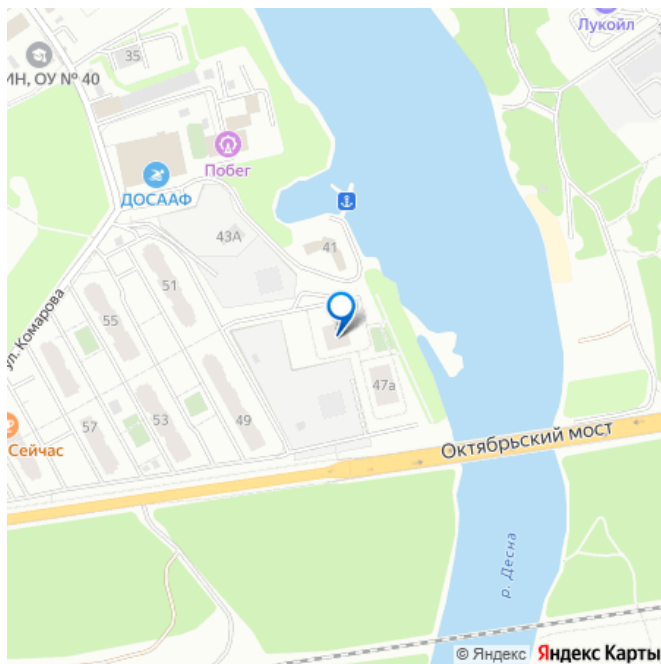 Лукойл
35
ИН, ОУ № 40
Побег
ДОСААФ
43А
41
51
55
ул. Комарова
47а
57
53
49
Сейчас
Октябрьский мост
р. Десна
© Яндекс Яндекс Карты